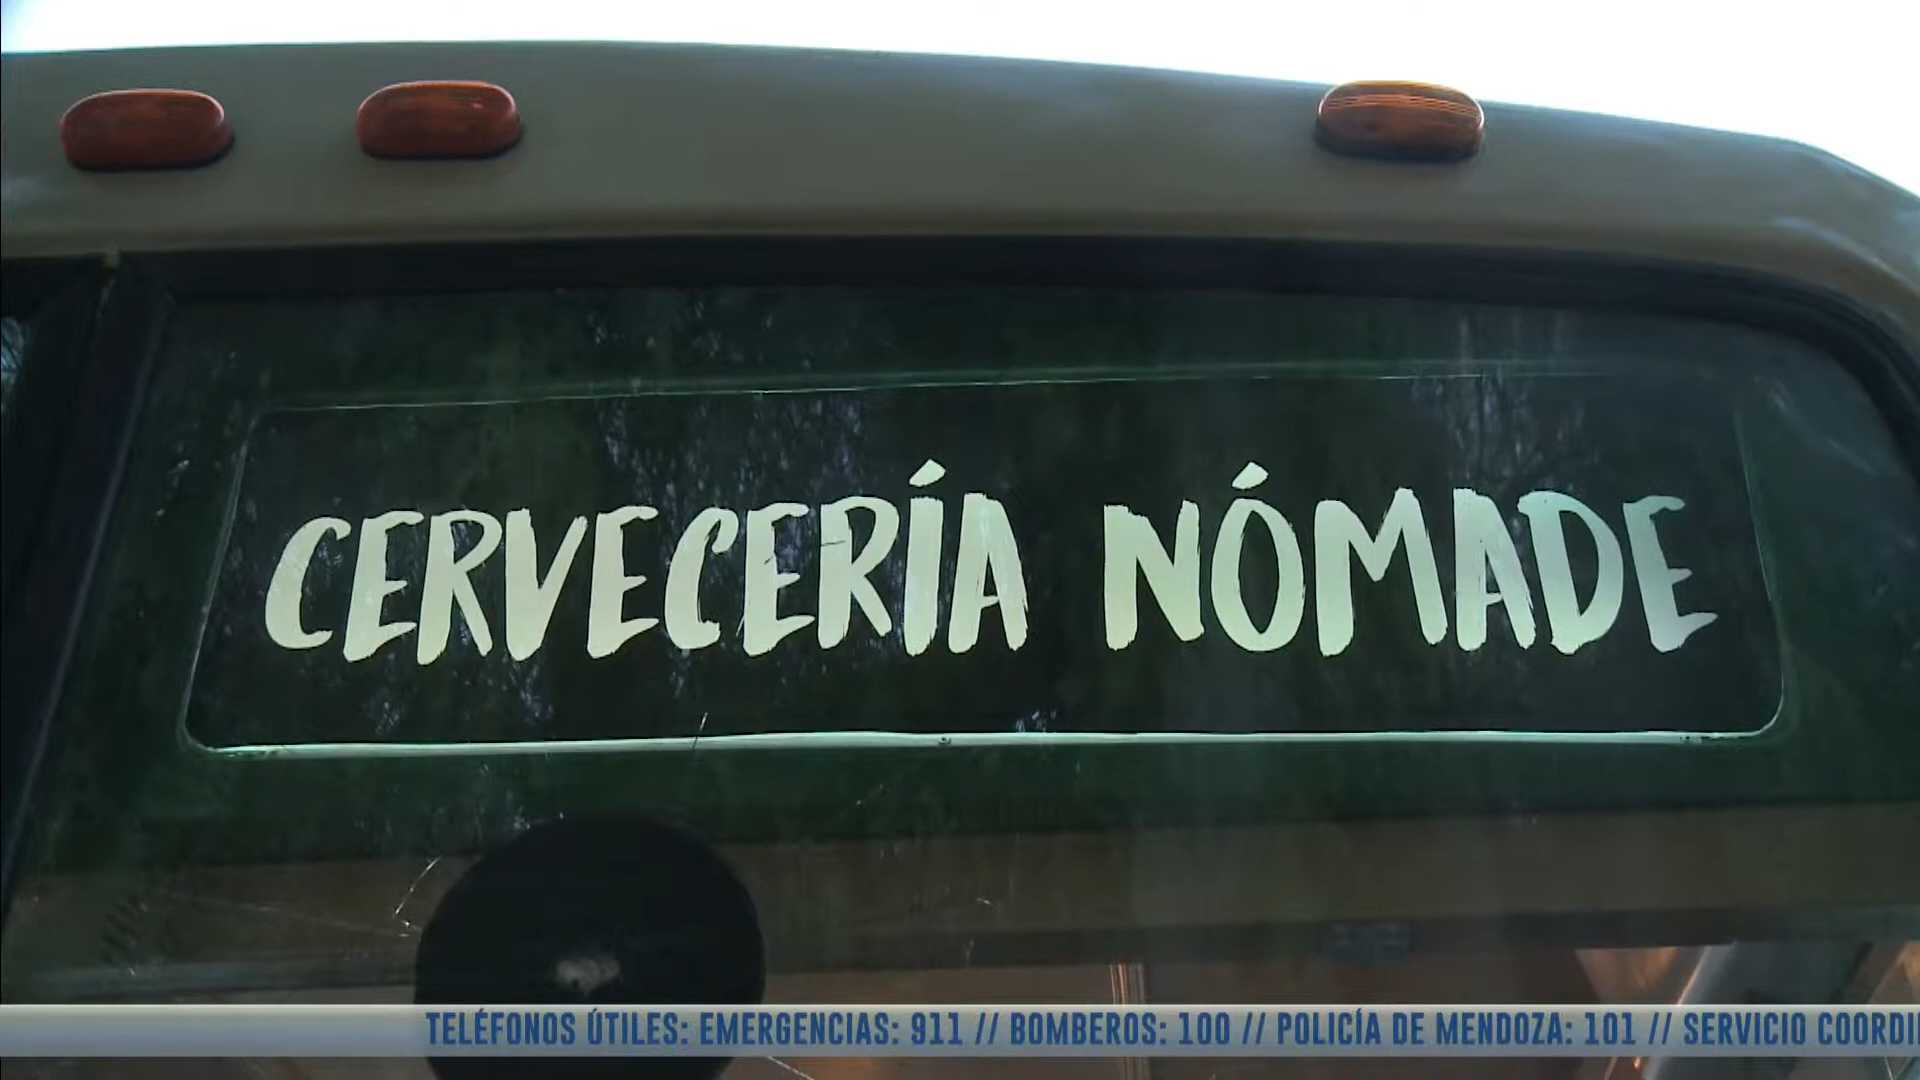 CERVECERÍA NÓMADE
TELÉFONOS ÚTILES: EMERGENCIAS: 911 // BOMBEROS: 100 // POLICÍA DE MENDOZA: 101 // SERVICIO